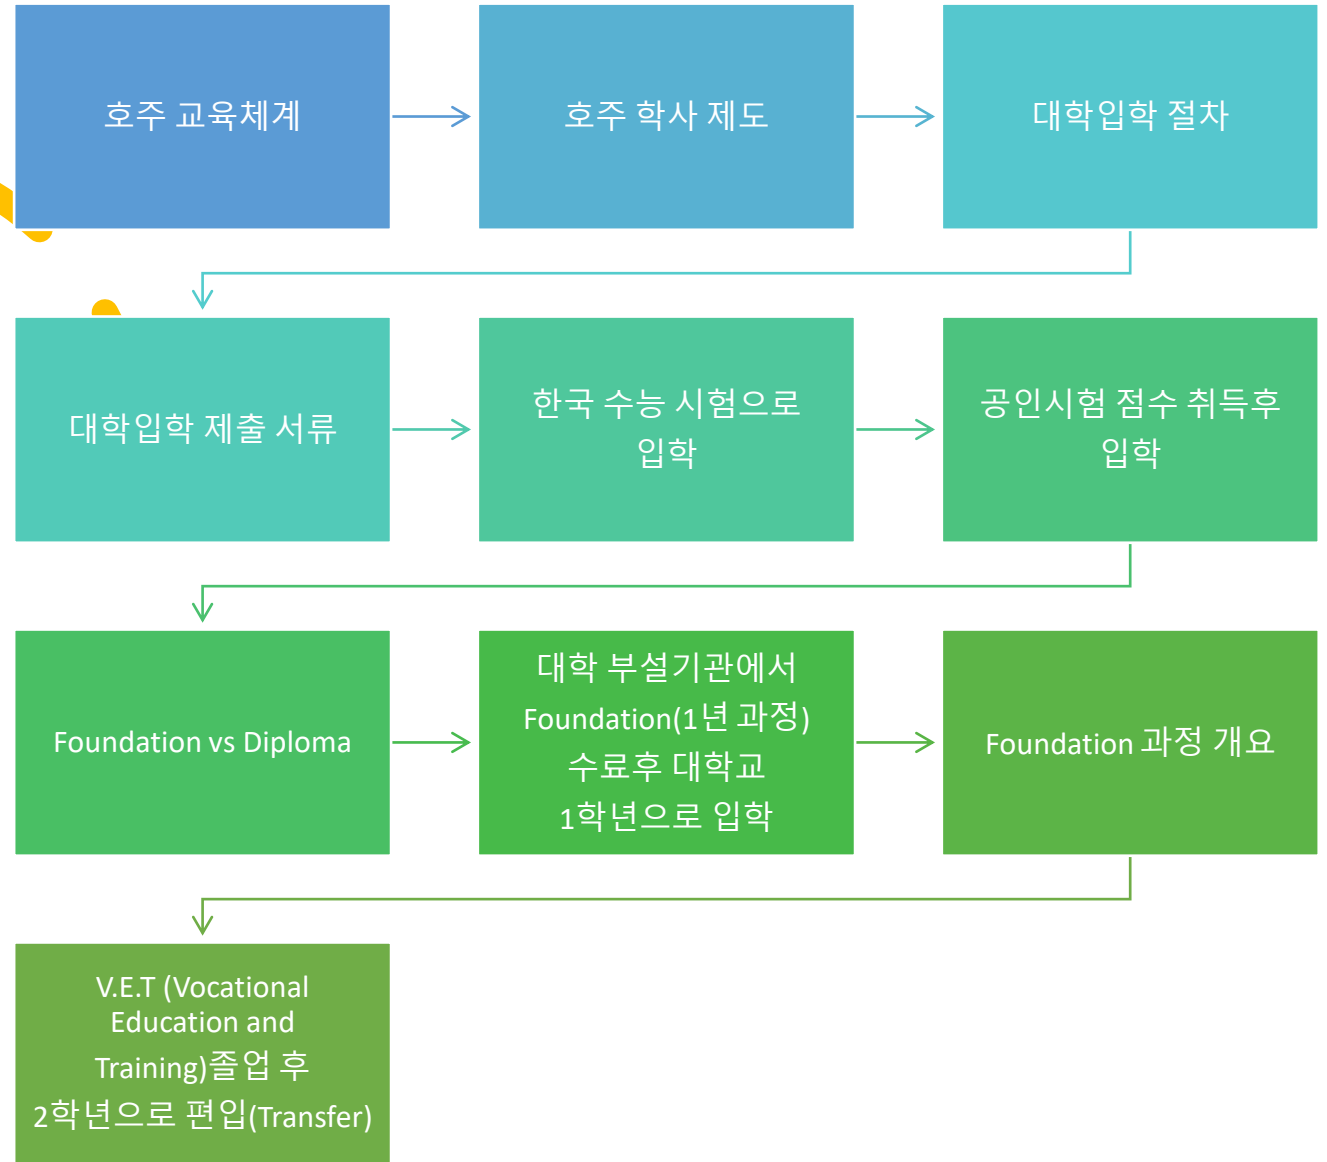 호주 교육체계
호주 학사 제도
대학입학 절차
대학입학 제출 서류
한국 수능 시험으로
입학
공인시험 점수 취득후
입학
Foundation vs Diploma
대학 부설기관에서
Foundation(1년 과정)
수료후 대학교
1학년으로 입학
Foundation 과정 개요
V.E.T (Vocational
Education and
Training)졸업 후
2학년으로 편입(Transfer)